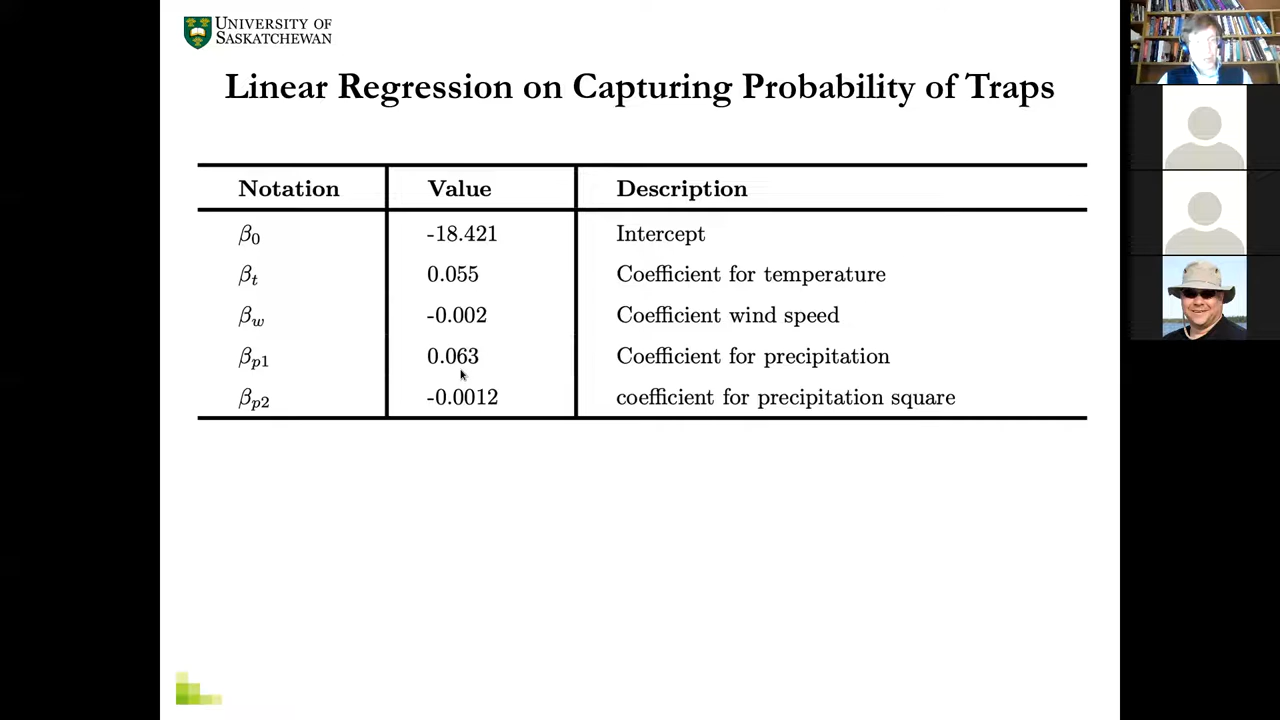 UNIVERSITY OF
SASKATCHEWAN
Linear Regression on Capturing Probability of Traps
Notation Value Description
β0 -18.421 Intercept
βt 0.055 Coefficient for temperature
βw -0.002 Coefficient wind speed
βp1 0.063 Coefficient for precipitation
βp2 -0.0012 coefficient for precipitation square